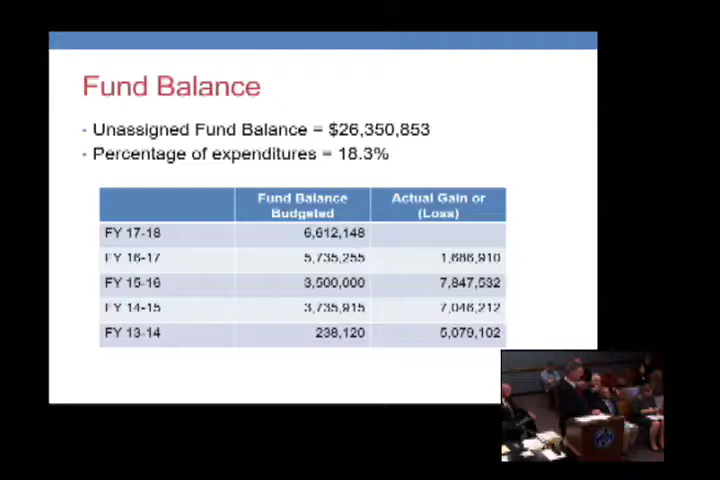 Fund Balance
- Unassigned Fund Balance = $26,350,853
- Percentage of expenditures = 18.3%
Fund Balance Budgeted Actual Gain or (Loss)
FY 17-18 6,612,148
FY 16-17 5,735,255 1,686,910
FY 15-16 3,500,000 7,847,532
FY 14-15 3,735,915 7,046,212
FY 13-14 238,120 5,079,102